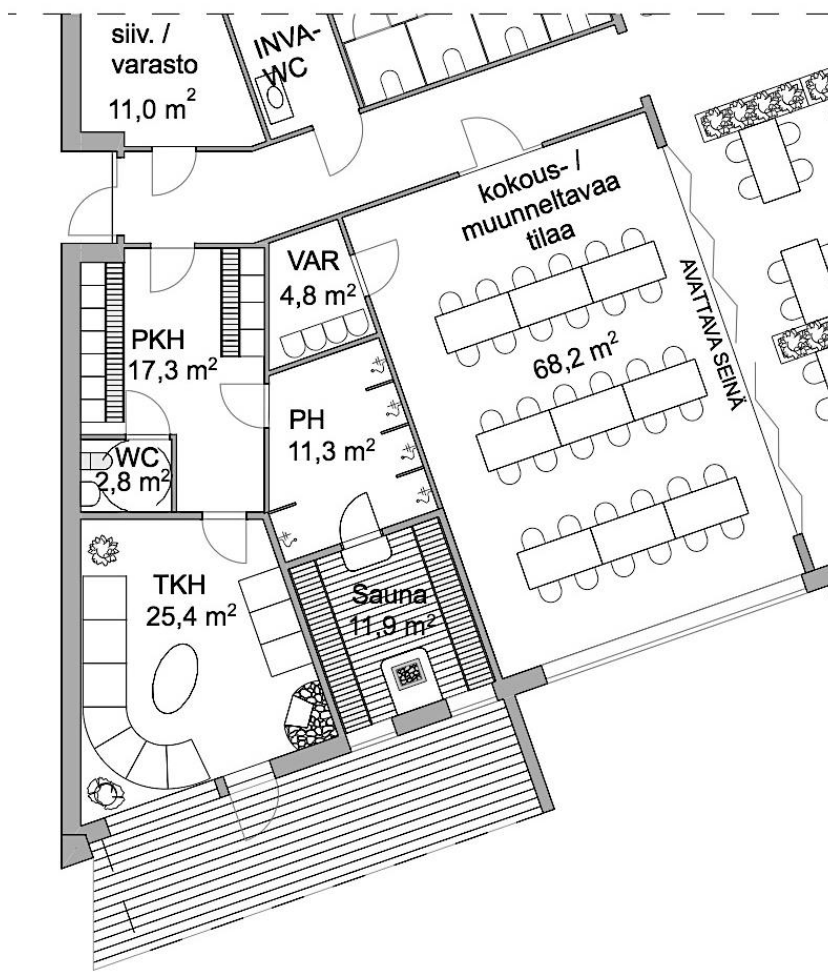 siiv. /
varasto
11,0 m²
INVA-
WC
kokous- /
muunneltavaa
tilaa
68,2 m²
AVATTAVA SEINÄ
VAR
4,8 m²
PKH
17,3 m²
PH
11,3 m²
WC
2,8 m²
TKH
25,4 m²
Sauna
11,9 m²